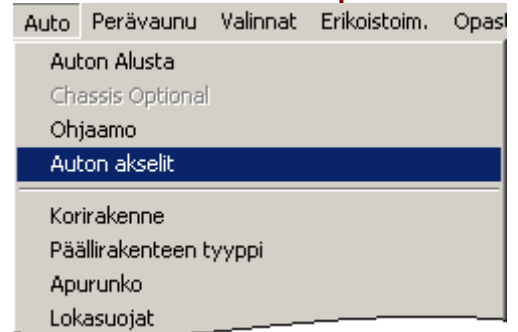 Auto Perävaunu Valinnat Erikoistoim.
Auton Alusta
Chassis Optional
Ohjaamo
Auton akselit
Korirakenne
Päällirakenteen tyyppi
Apurunko
Lokasuojat